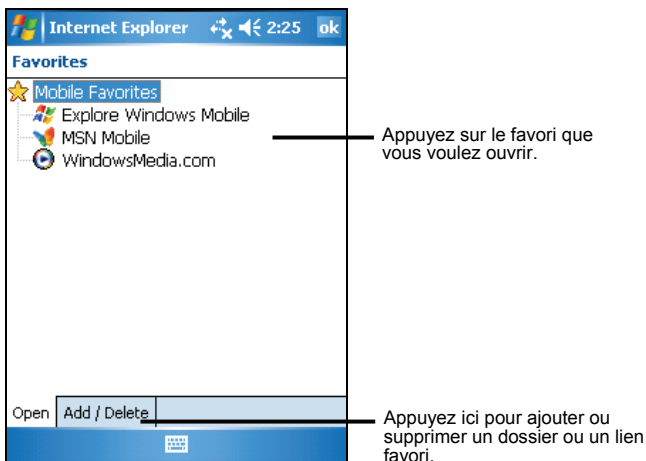 Internet Explorer 2:25 ok
Favorites
Mobile Favorites
Explore Windows Mobile
MSN Mobile
WindowsMedia.com
Appuyez sur le favori que
vous voulez ouvrir.
Open Add / Delete
Appuyez ici pour ajouter ou
supprimer un dossier ou un lien
favori.